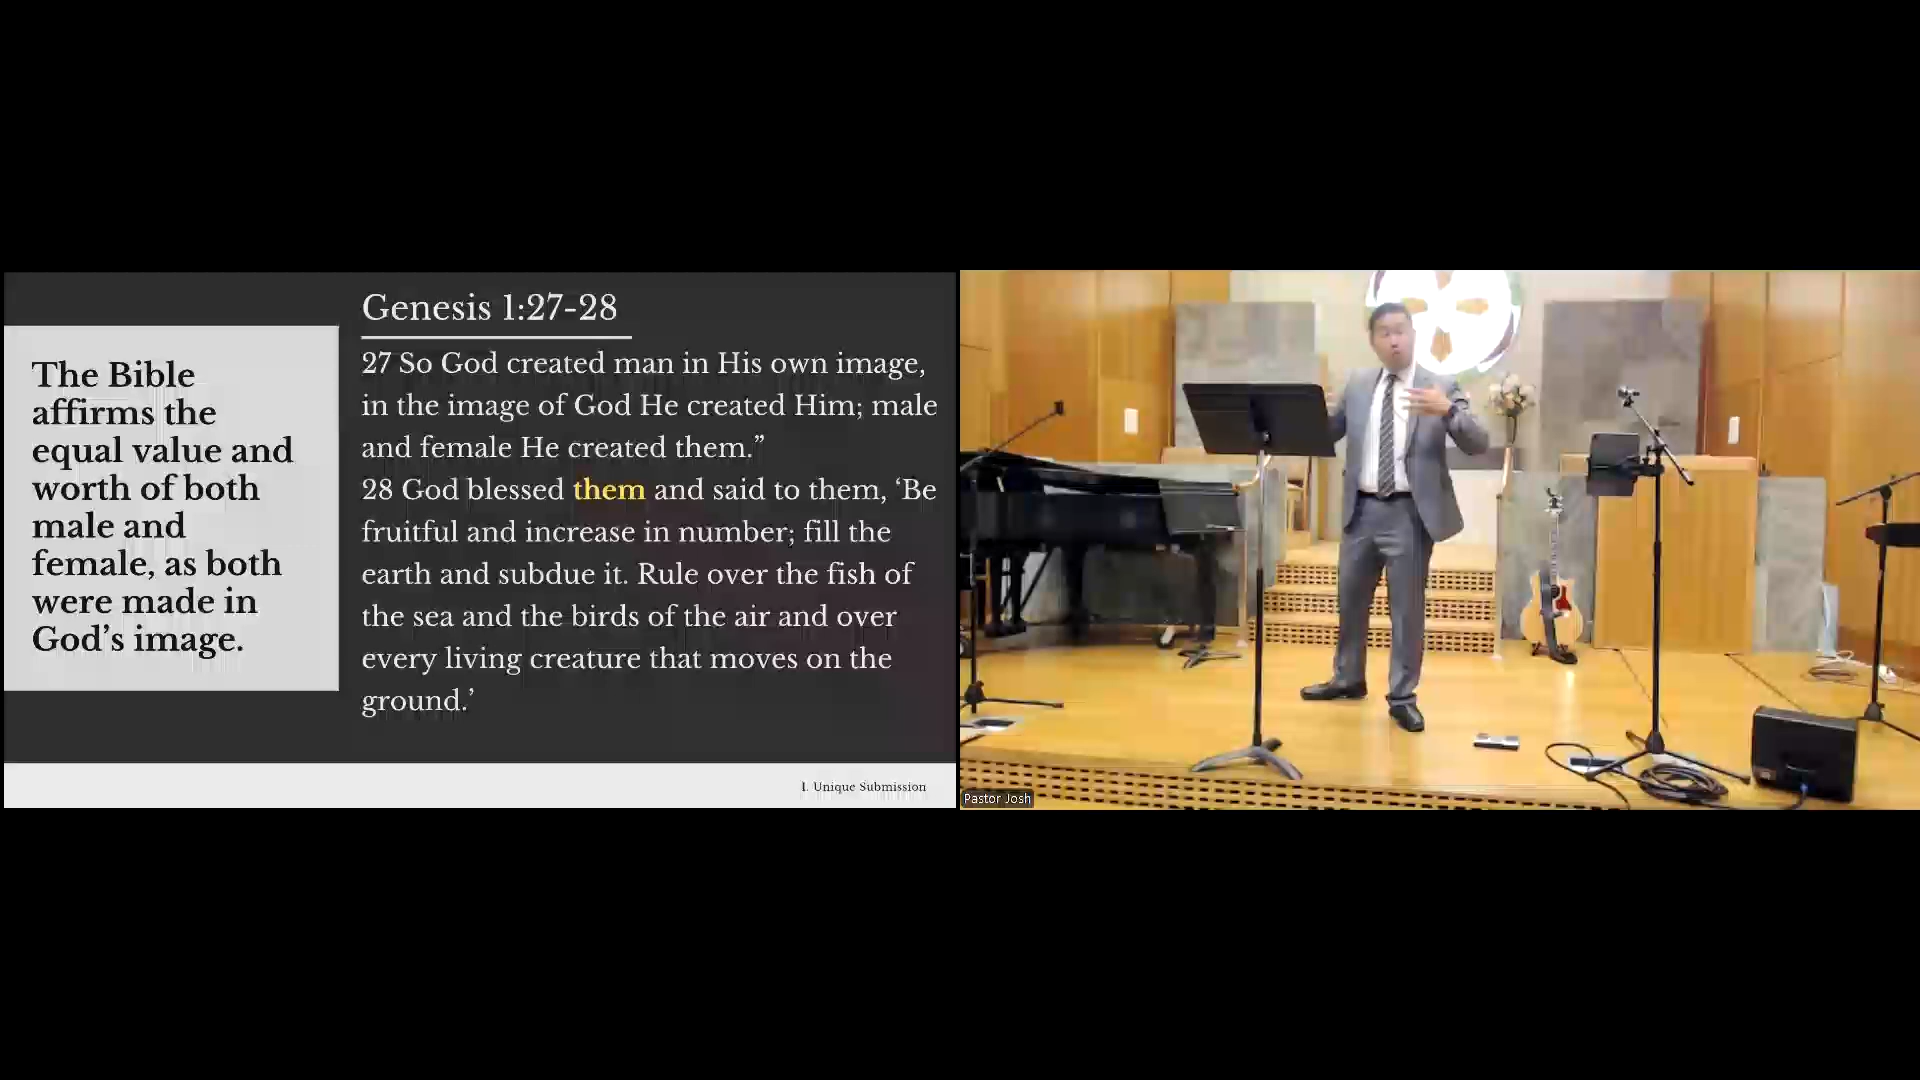 The Bible
affirms the
equal value and
worth of both
male and
female, as both
were made in
God’s image.
Genesis 1:27-28
27 So God created man in His own image,
in the image of God He created Him; male
and female He created them.”
28 God blessed them and said to them, ‘Be
fruitful and increase in number; fill the
earth and subdue it. Rule over the fish of
the sea and the birds of the air and over
every living creature that moves on the
ground.’
I. Unique Submission
Pastor Josh